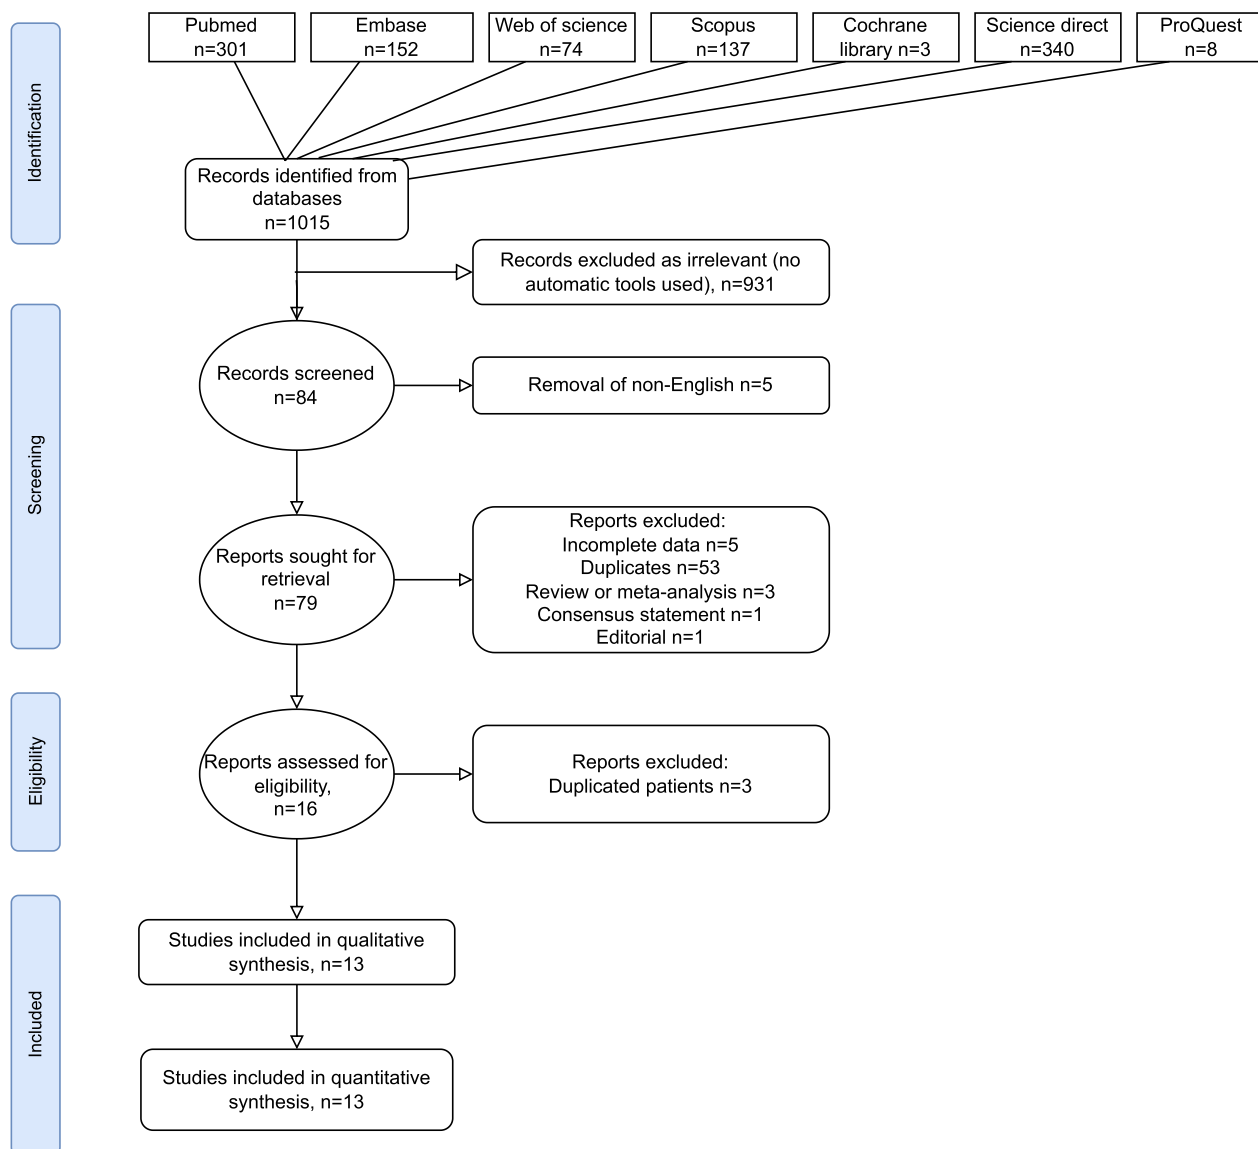 Pubmed
n=301
Embase
n=152
Web of science
n=74
Scopus
n=137
Cochrane
library n=3
Science direct
n=340
ProQuest
n=8
Identification
Records identified from
databases
n=1015
Records excluded as irrelevant (no
automatic tools used), n=931
Screening
Records screened
n=84
Removal of non-English n=5
Reports sought for
retrieval
n=79
Reports excluded:
Incomplete data n=5
Duplicates n=53
Review or meta-analysis n=3
Consensus statement n=1
Editorial n=1
Eligibility
Reports assessed for
eligibility,
n=16
Reports excluded:
Duplicated patients n=3
Included
Studies included in qualitative
synthesis, n=13
Studies included in quantitative
synthesis, n=13